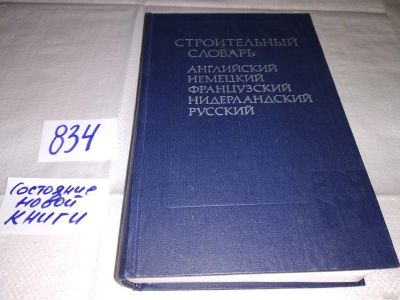 СТРОИТЕЛЬНЫЙ
СЛОВАРЬ
АНГЛИЙСКИЙ
НЕМЕЦКИЙ
ФРАНЦУЗСКИЙ
НИДЕРЛАНДСКИЙ
РУССКИЙ
834
Состояние
новой
книги